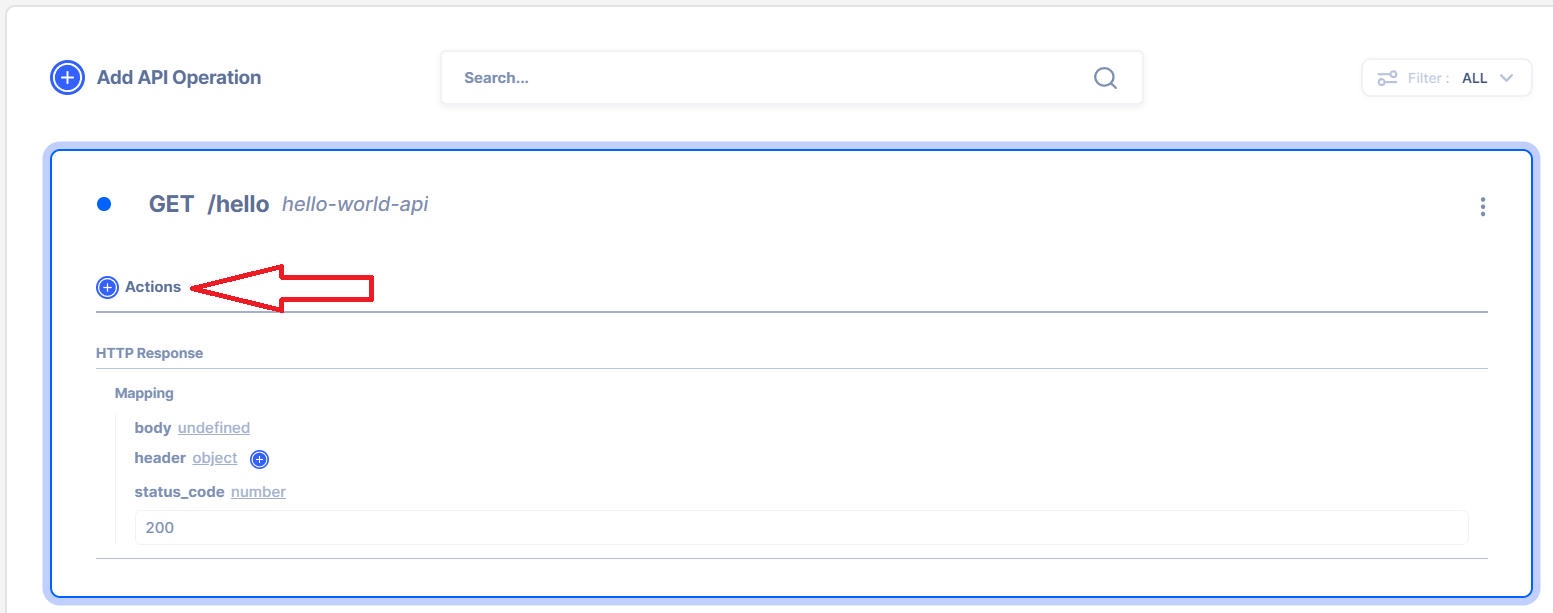 Add API Operation
Search...
Filter : ALL
GET /hello hello-world-api
Actions
HTTP Response
Mapping
body undefined
header object
status_code number
200